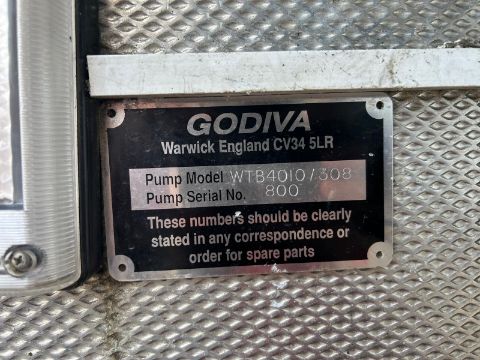 GODIVA
Warwick England CV34 5LR
Pump Model WTB4010/308
Pump Serial No. 800
These numbers should be clearly
stated in any correspondence or
order for spare parts